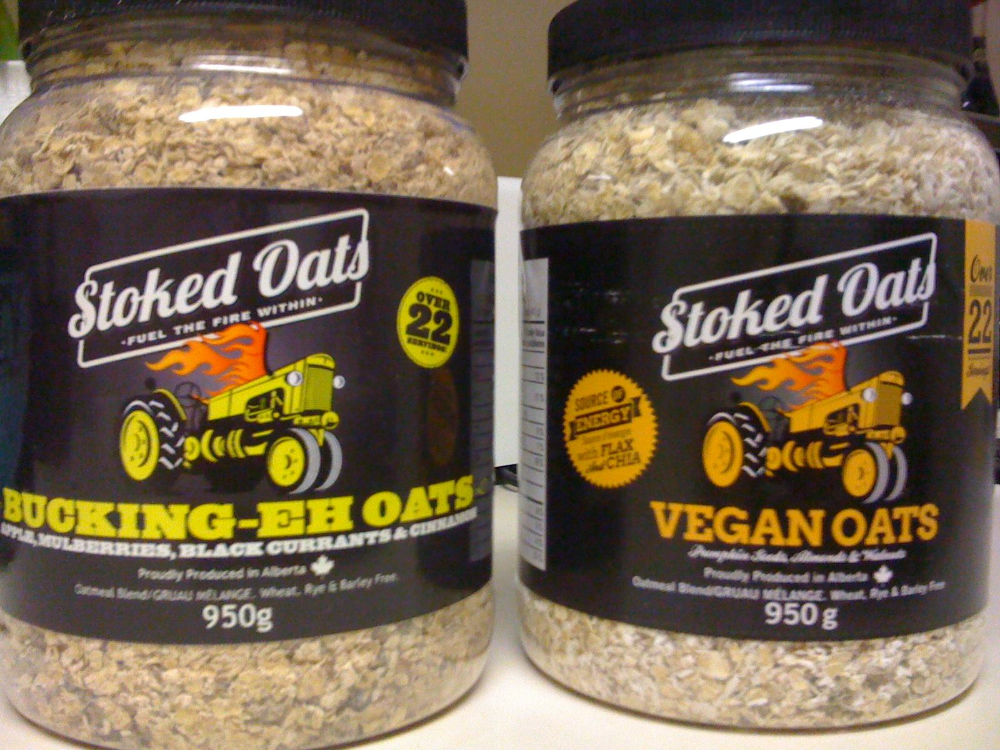 Stoked Oats
·FUEL THE FIRE WITHIN·
OVER
22
SERVINGS
BUCKING-EH OATS
APPLE, MULBERRIES, BLACK CURRANTS & CINNAMON
Proudly Produced in Alberta
Oatmeal Blend/GRUAU MÉLANGE. Wheat, Rye & Barley Free.
950g
Stoked Oats
·FUEL THE FIRE WITHIN·
Over
22
Servings
SOURCE OF
ENERGY
with FLAX
and CHIA
VEGAN OATS
Pumpkin Seeds, Almonds & Walnuts
Proudly Produced in Alberta
Oatmeal Blend/GRUAU MÉLANGE. Wheat, Rye & Barley Free.
950 g